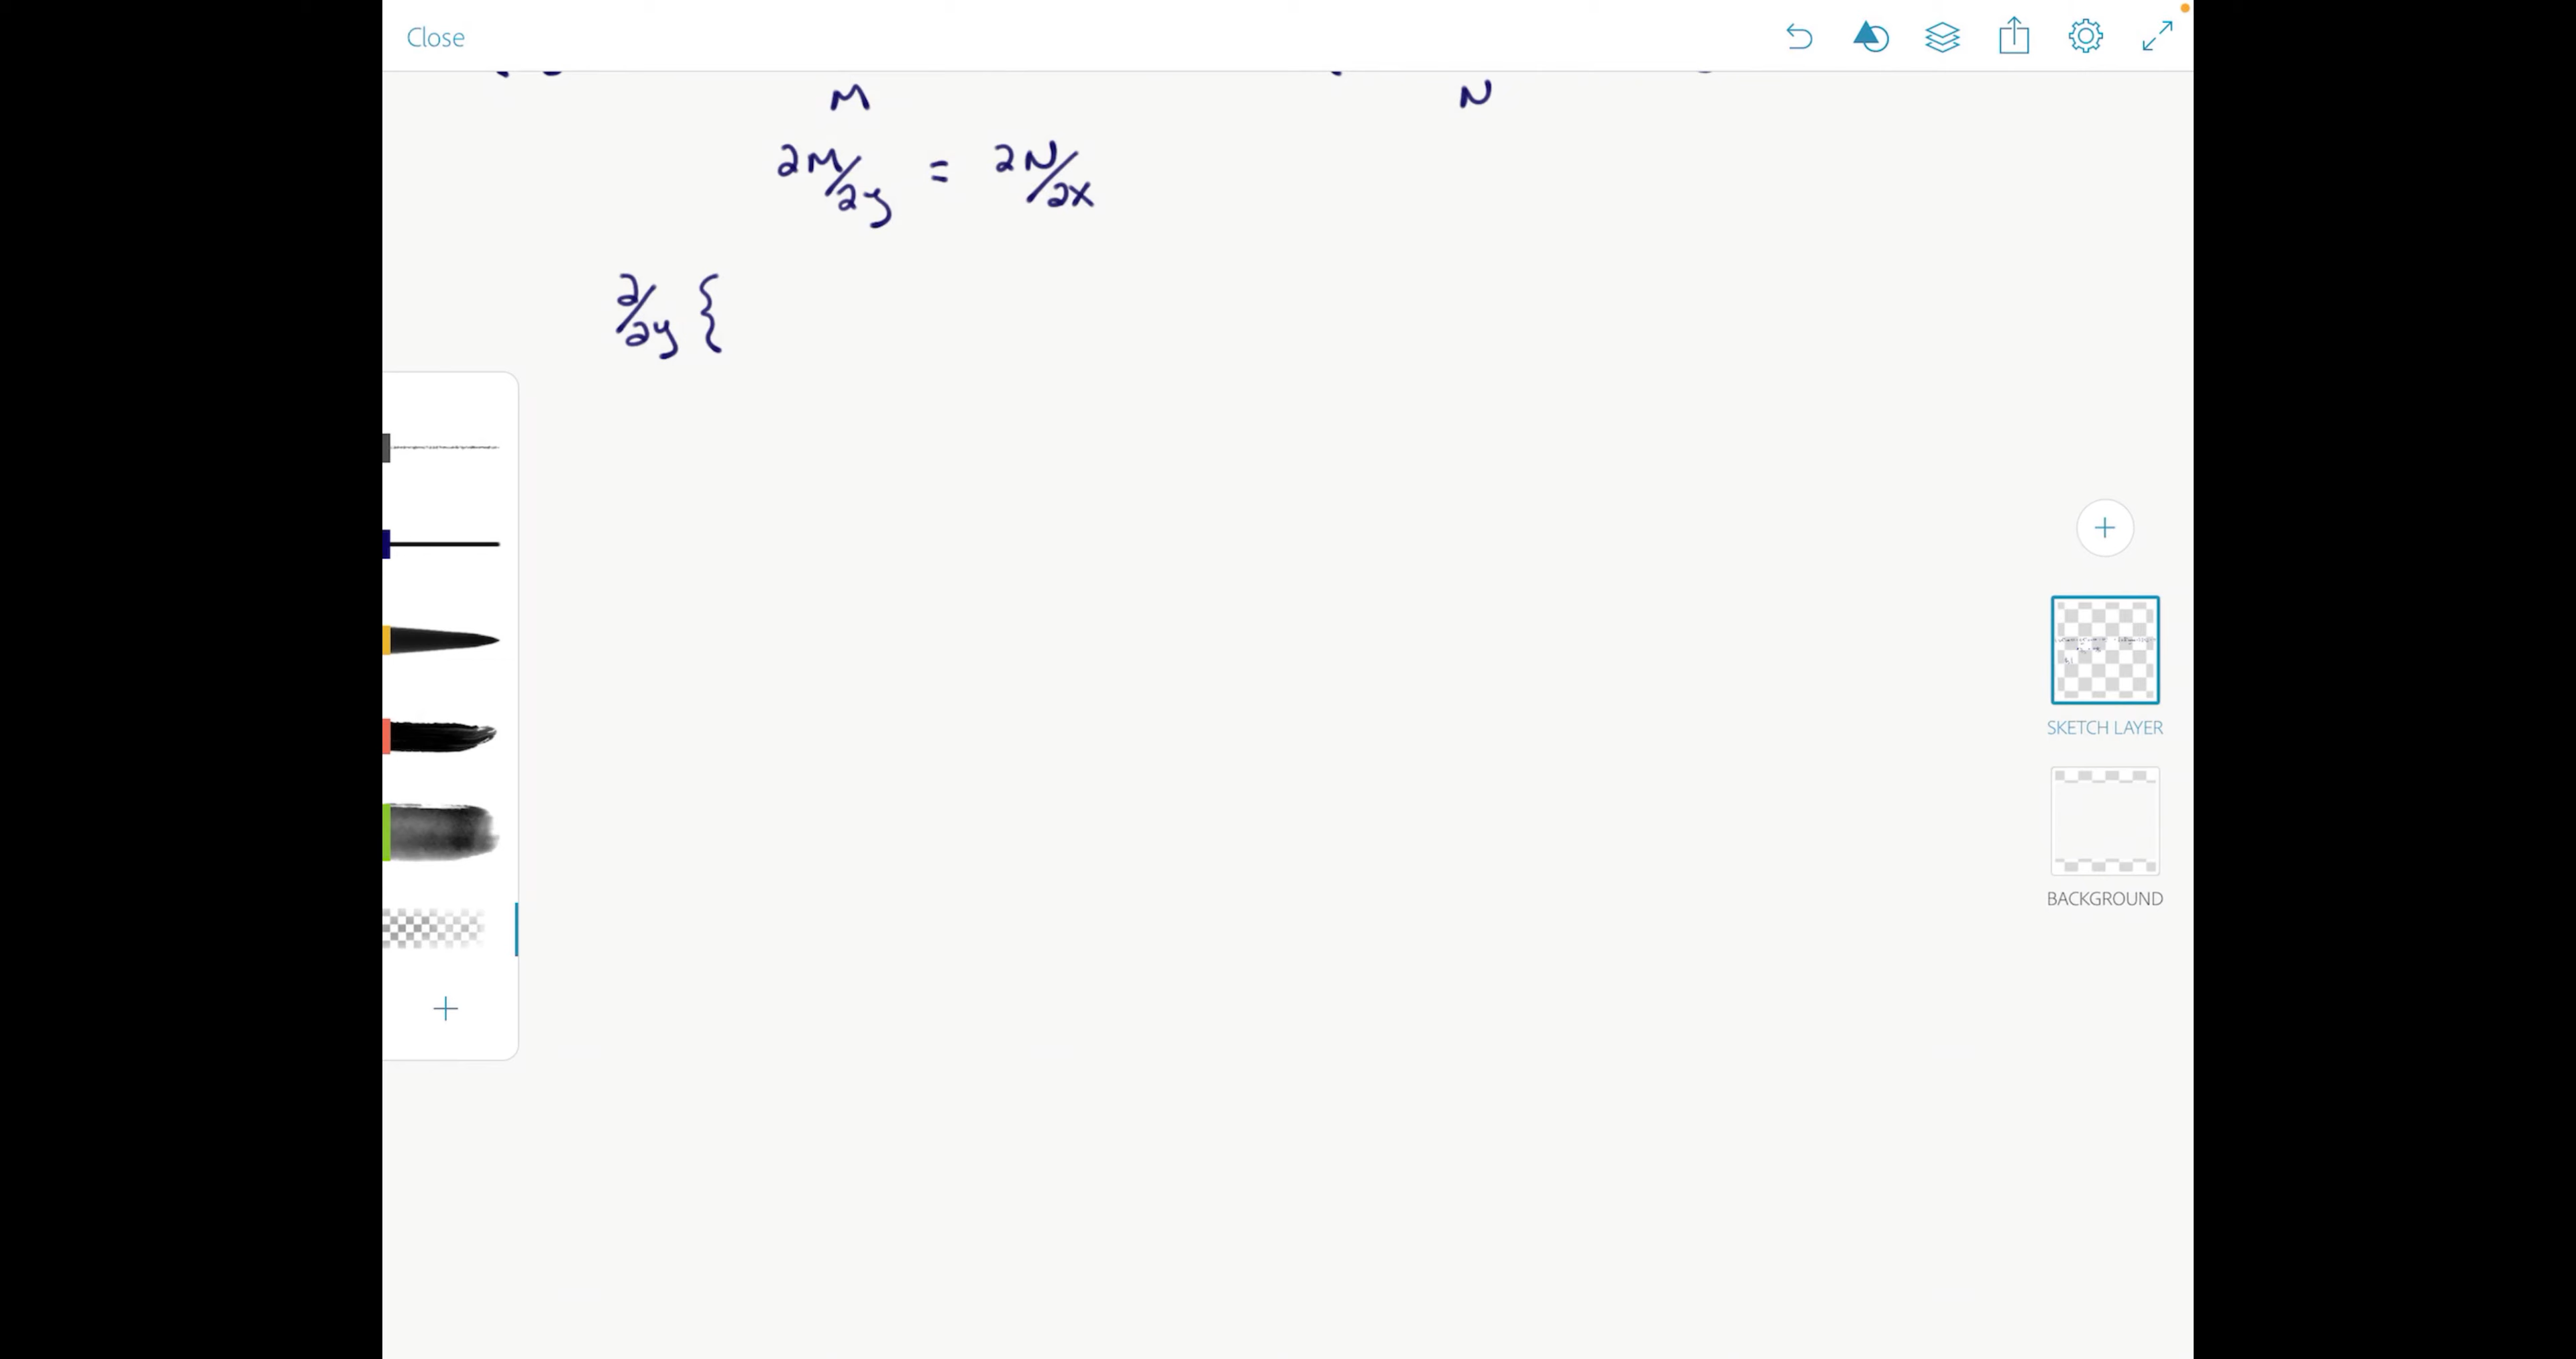 Close
M N
∂M/∂y = ∂N/∂x
∂/∂y {
SKETCH LAYER
BACKGROUND